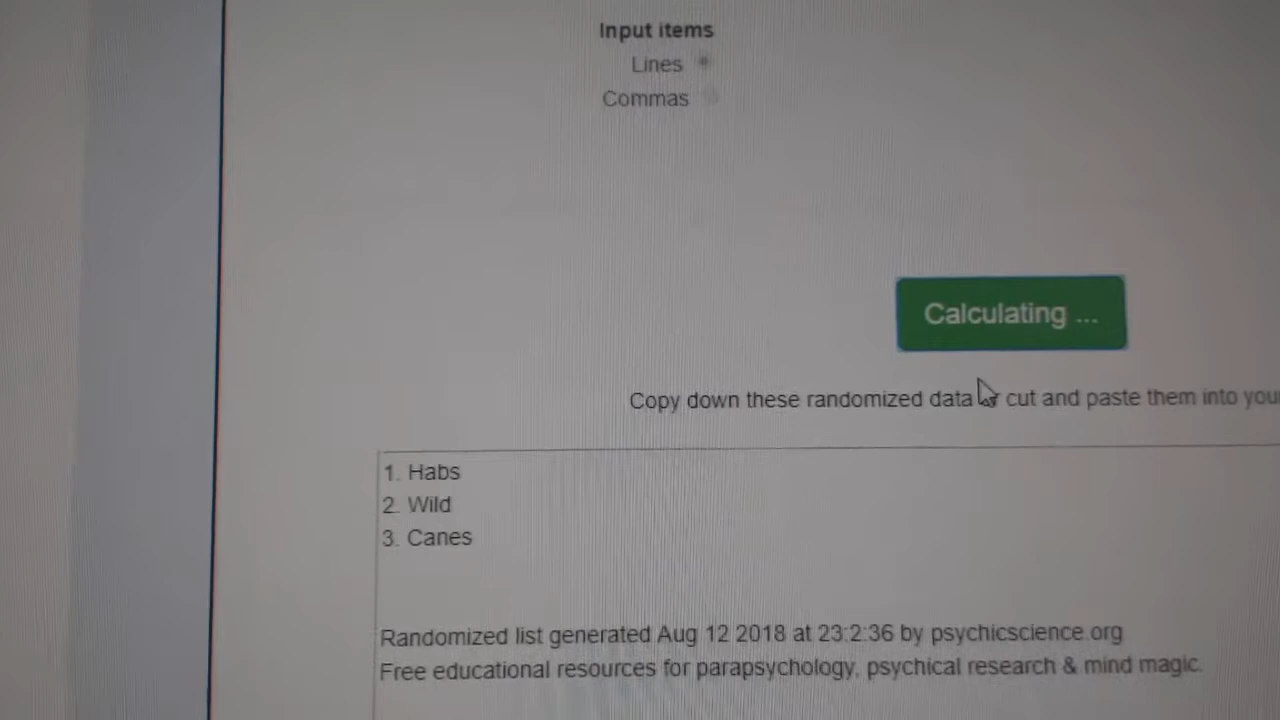 Input items
Lines
Commas
Calculating ...
Copy down these randomized data cut and paste them into
1. Habs
2. Wild
3. Canes
Randomized list generated Aug 12 2018 at 23:2:36 by psychicscience.org
Free educational resources for parapsychology, psychical research & mind magic.